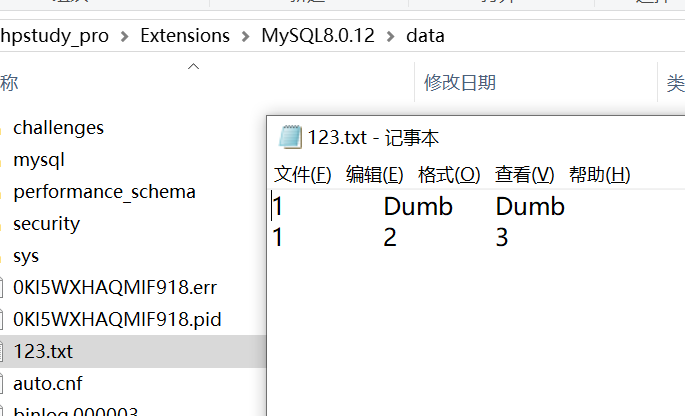 hpstudy_pro > Extensions > MySQL8.0.12 > data
称 修改日期 类
challenges
mysql
performance_schema
security
sys
0KI5WXHAQMIF918.err
0KI5WXHAQMIF918.pid
123.txt
auto.cnf
binlog.000003
123.txt - 记事本
文件(F) 编辑(E) 格式(O) 查看(V) 帮助(H)
1 Dumb Dumb
1 2 3